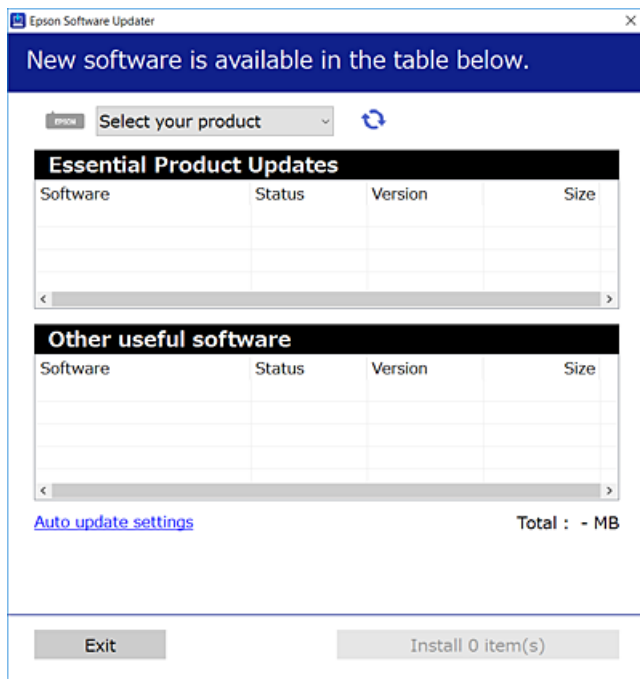 Epson Software Updater
New software is available in the table below.
EPSON Select your product
Essential Product Updates
Software Status Version Size
Other useful software
Software Status Version Size
Auto update settings Total : - MB
Exit Install 0 item(s)